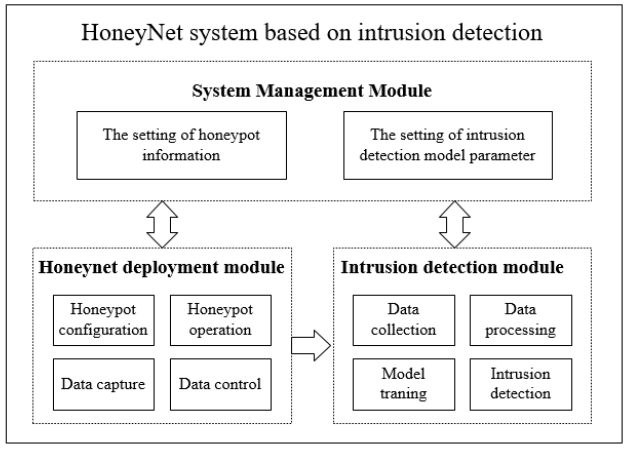 HoneyNet system based on intrusion detection
System Management Module
The setting of honeypot
information
The setting of intrusion
detection model parameter
Honeynet deployment module
Honeypot
configuration
Honeypot
operation
Data capture
Data control
Intrusion detection module
Data
collection
Data
processing
Model
traning
Intrusion
detection